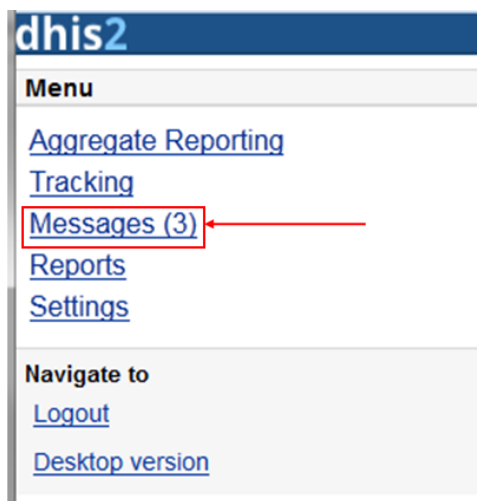 dhis2
Menu
Aggregate Reporting
Tracking
Messages (3)
Reports
Settings
Navigate to
Logout
Desktop version